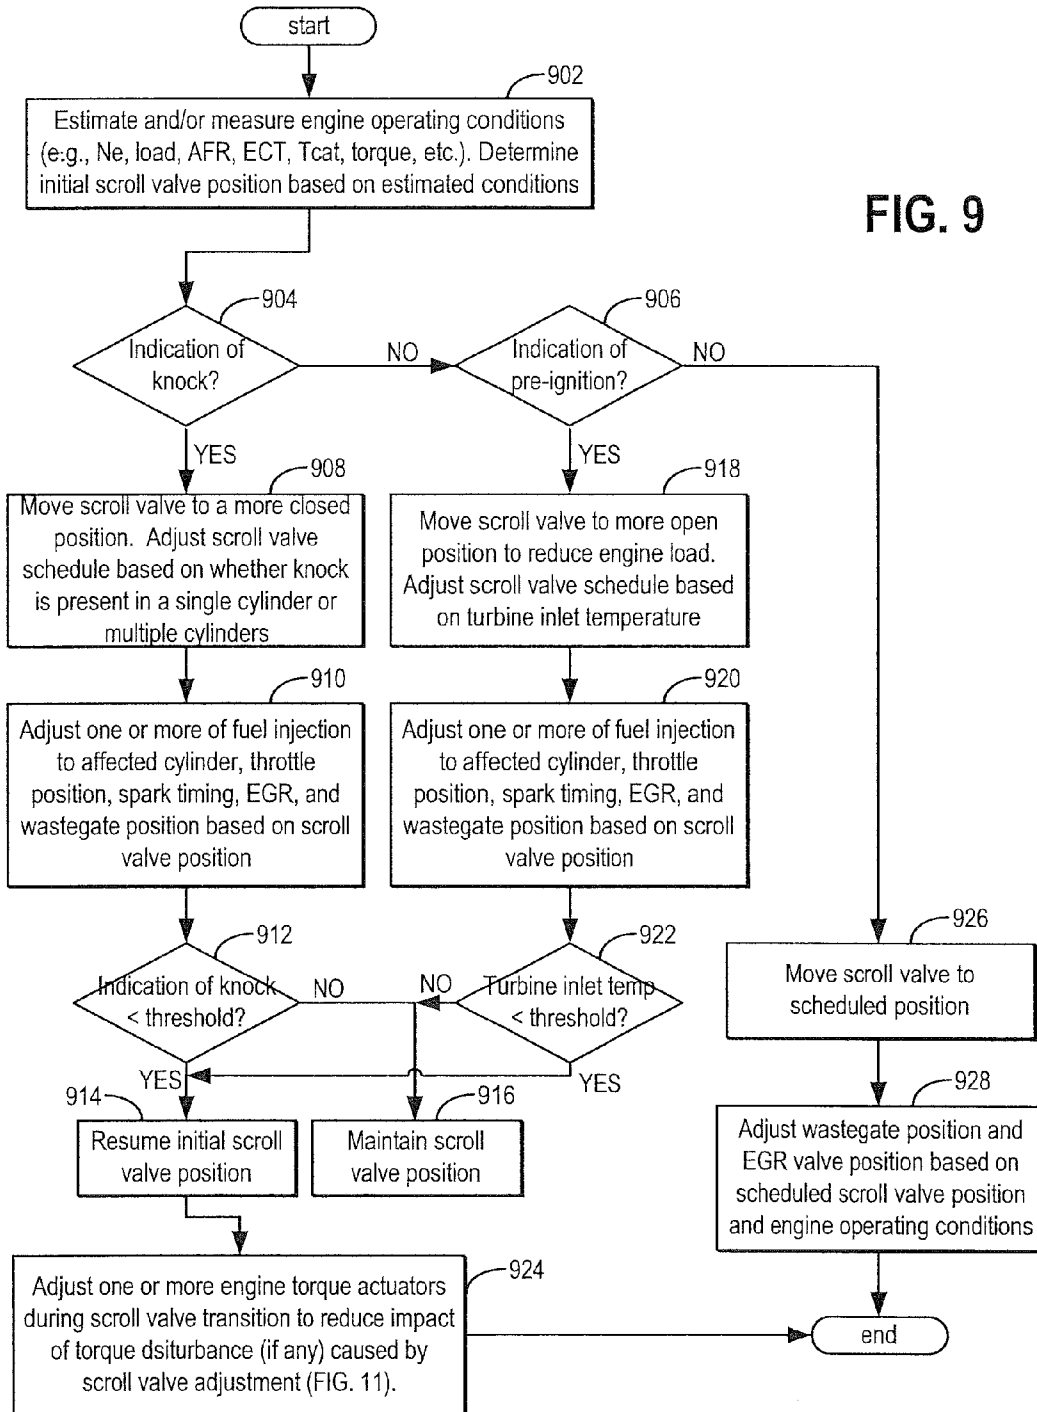 start
902
Estimate and/or measure engine operating conditions
(e.g., Ne, load, AFR, ECT, Tcat, torque, etc.). Determine
initial scroll valve position based on estimated conditions
FIG. 9
904
Indication of
knock?
NO
906
Indication of
pre-ignition?
NO
YES
YES
908
Move scroll valve to a more closed
position. Adjust scroll valve
schedule based on whether knock
is present in a single cylinder or
multiple cylinders
918
Move scroll valve to more open
position to reduce engine load.
Adjust scroll valve schedule based
on turbine inlet temperature
910
Adjust one or more of fuel injection
to affected cylinder, throttle
position, spark timing, EGR, and
wastegate position based on scroll
valve position
920
Adjust one or more of fuel injection
to affected cylinder, throttle
position, spark timing, EGR, and
wastegate position based on scroll
valve position
912
Indication of knock
< threshold?
NO
922
Turbine inlet temp
< threshold?
NO
926
Move scroll valve to
scheduled position
YES
YES
914
Resume initial scroll
valve position
916
Maintain scroll
valve position
928
Adjust wastegate position and
EGR valve position based on
scheduled scroll valve position
and engine operating conditions
924
Adjust one or more engine torque actuators
during scroll valve transition to reduce impact
of torque dsiturbance (if any) caused by
scroll valve adjustment (FIG. 11).
end